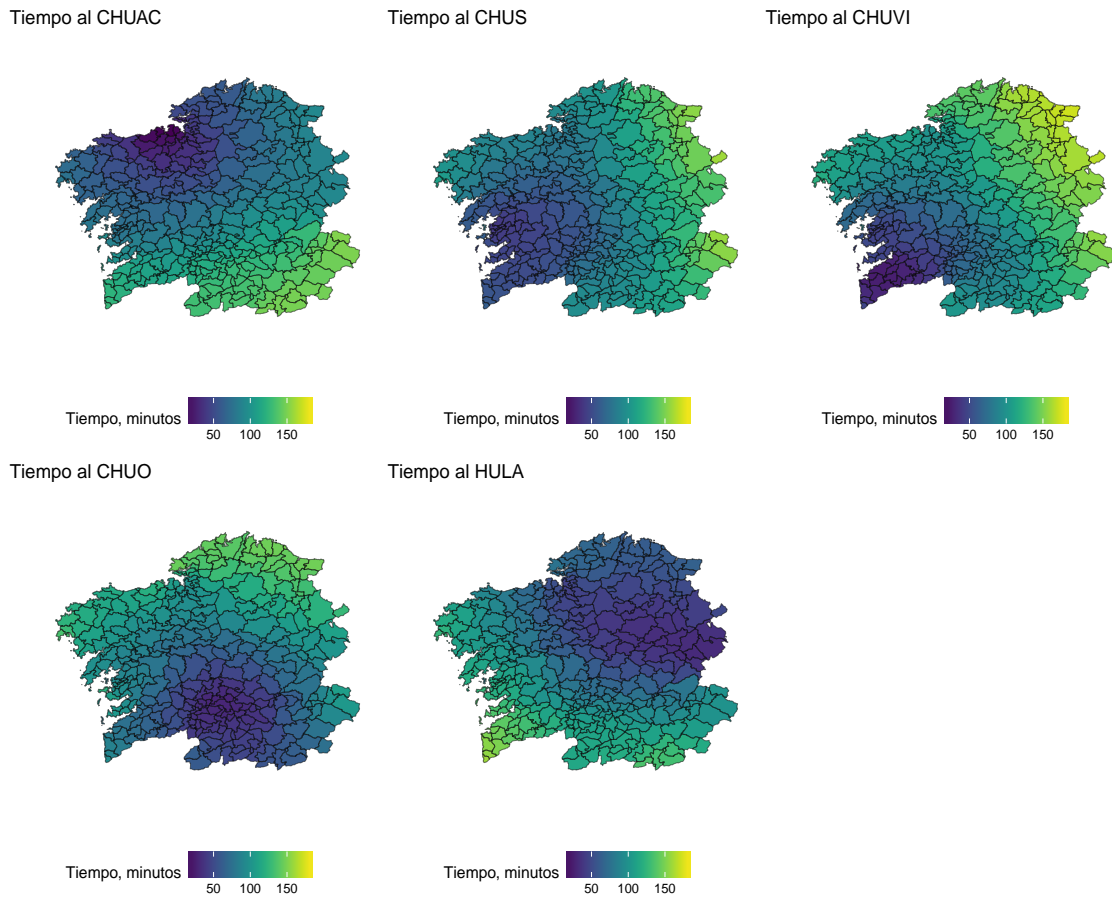 Tiempo al CHUAC
Tiempo al CHUS
Tiempo al CHUVI
Tiempo, minutos
50 100 150
Tiempo, minutos
50 100 150
Tiempo, minutos
50 100 150
Tiempo al CHUO
Tiempo al HULA
Tiempo, minutos
50 100 150
Tiempo, minutos
50 100 150